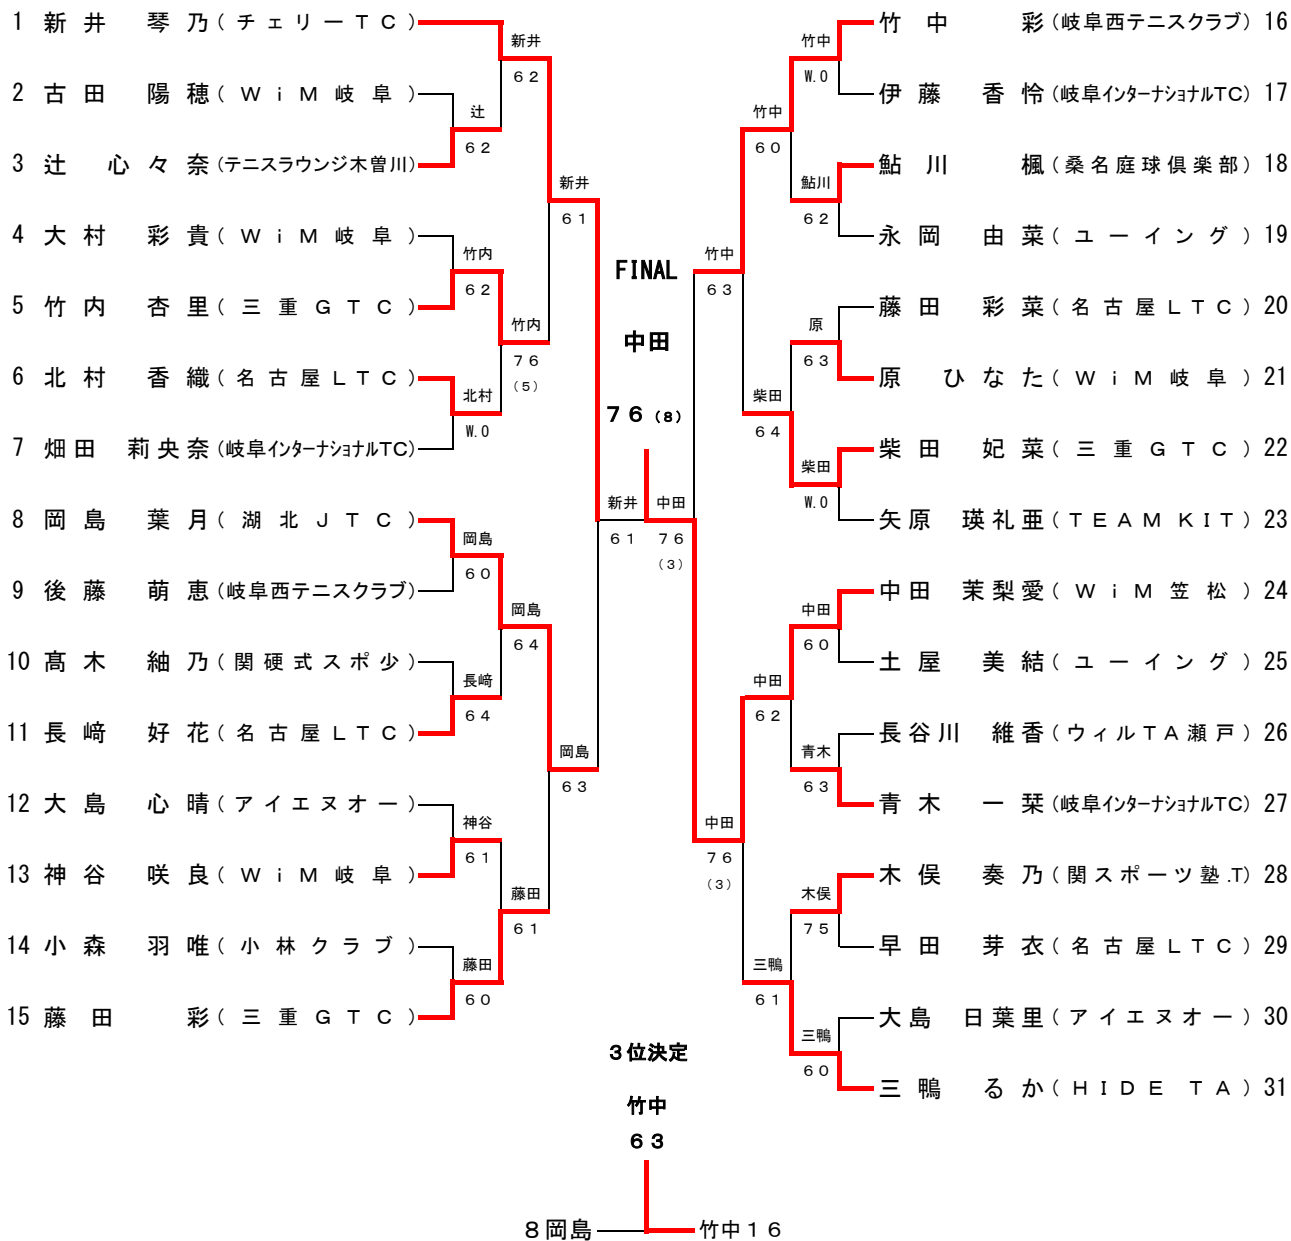 1 新井 琴乃 (チェリーTC)
2 古田 陽穂 (WiM岐阜)
3 辻 心々奈 (テニスラウンジ木曽川)
4 大村 彩貴 (WiM岐阜)
5 竹内 杏里 (三重GTC)
6 北村 香織 (名古屋LTC)
7 畑田 莉央奈 (岐阜インターナショナルTC)
8 岡島 葉月 (湖北JTC)
9 後藤 萌恵 (岐阜西テニスクラブ)
10 髙木 紬乃 (関硬式スポ少)
11 長﨑 好花 (名古屋LTC)
12 大島 心晴 (アイエヌオー)
13 神谷 咲良 (WiM岐阜)
14 小森 羽唯 (小林クラブ)
15 藤田 彩 (三重GTC)
辻
62
竹内
62
北村
W.O
岡島
60
長﨑
64
神谷
61
藤田
60
新井
62
竹内
76
(5)
岡島
64
藤田
61
新井
61
岡島
63
新井
61
FINAL
中田
76 (8)
中田
76
(3)
竹中
63
中田
76
(3)
竹中
60
柴田
64
中田
62
三鴨
61
竹中
W.O
鮎川
62
原
63
柴田
W.O
中田
60
青木
63
木俣
75
三鴨
60
竹中 彩 (岐阜西テニスクラブ) 16
伊藤 香怜 (岐阜インターナショナルTC) 17
鮎川 楓 (桑名庭球倶楽部) 18
永岡 由菜 (ユーイング) 19
藤田 彩菜 (名古屋LTC) 20
原 ひなた (WiM岐阜) 21
柴田 妃菜 (三重GTC) 22
矢原 瑛礼亜 (TEAM KIT) 23
中田 茉梨愛 (WiM笠松) 24
土屋 美結 (ユーイング) 25
長谷川 維香 (ウィルTA瀬戸) 26
青木 一栞 (岐阜インターナショナルTC) 27
木俣 奏乃 (関スポーツ塾.T) 28
早田 芽衣 (名古屋LTC) 29
大島 日葉里 (アイエヌオー) 30
三鴨 るか (HIDE TA) 31
3位決定
竹中
63
8岡島 竹中16